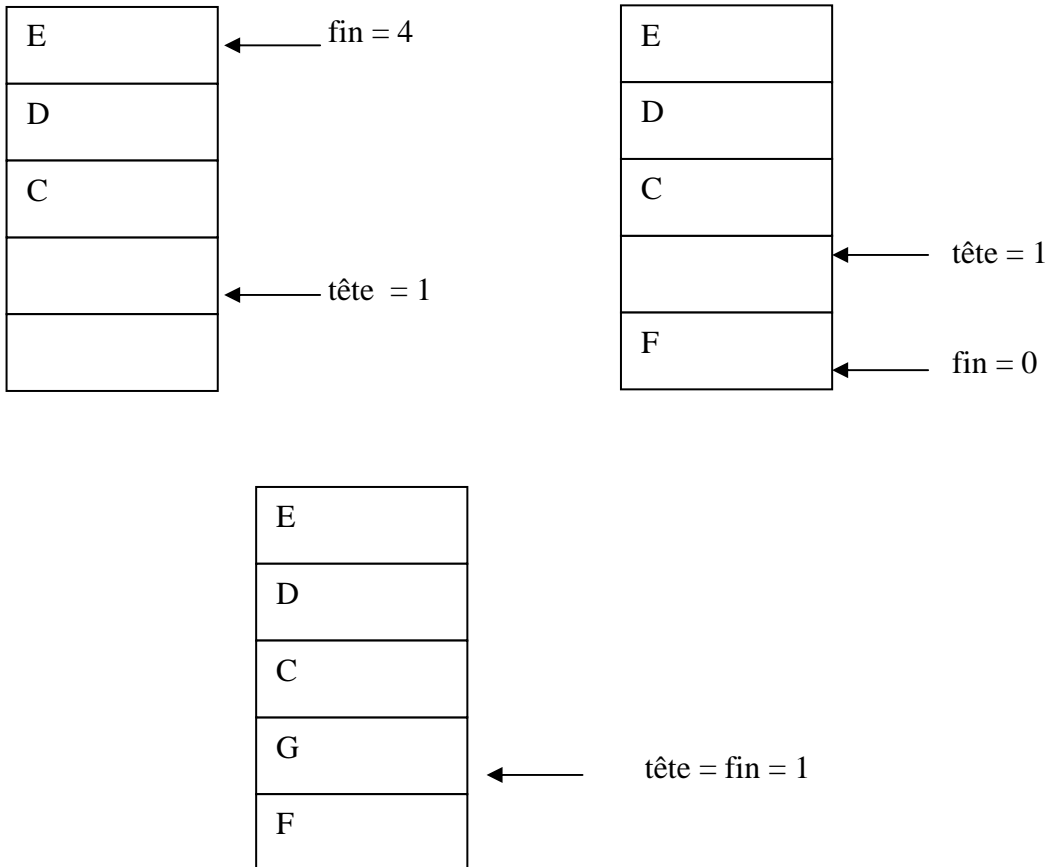 E
fin = 4
D
C
tête = 1
E
D
C
tête = 1
F
fin = 0
E
D
C
G
tête = fin = 1
F